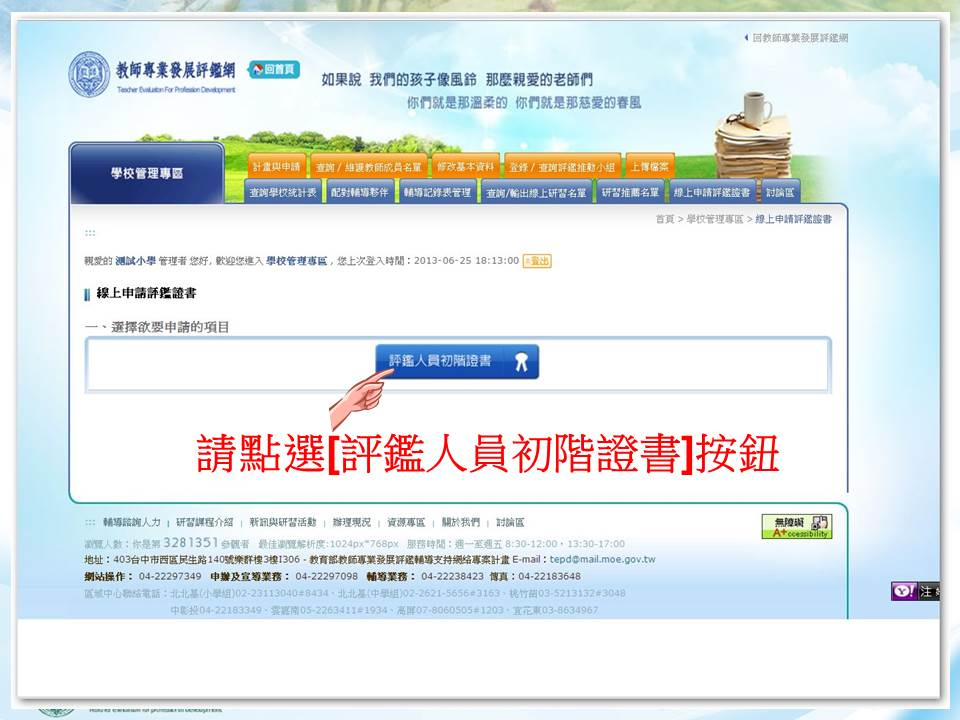 回教師專業發展評鑑網
教師專業發展評鑑網
Teacher Evaluation For Profession Development
回首頁
如果說 我們的孩子像風鈴 那麼親愛的老師們
你們就是那溫柔的 你們就是那慈愛的春風
學校管理專區
計畫與申請 查詢 / 維護教師成員名單 修改基本資料 登錄 / 查詢評鑑推動小組 上傳檔案
查詢學校統計表 配對輔導夥伴 輔導記錄表管理 查詢/輸出線上研習名單 研習推薦名單 線上申請評鑑證書 討論區
首頁 > 學校管理專區 > 線上申請評鑑證書
:::
親愛的 測試小學 管理者 您好, 歡迎您進入 學校管理專區 , 您上次登入時間：2013-06-25 18:13:00 登出
線上申請評鑑證書
一、選擇欲要申請的項目
評鑑人員初階證書
請點選[評鑑人員初階證書]按鈕
::: 輔導諮詢人力 | 研習課程介紹 | 新訊與研習活動 | 辦理現況 | 資源專區 | 關於我們 | 討論區
瀏覽人數：你是第 3281351 參觀者 最佳瀏覽解析度:1024px*768px 服務時間：週一至週五 8:30-12:00，13:30-17:00
地址：403台中市西區民生路140號樂群樓3樓I306 - 教育部教師專業發展評鑑輔導支持網絡專案計畫 E-mail：tepd@mail.moe.gov.tw
網站操作： 04-22297349 申辦及宣導業務： 04-22297098 輔導業務： 04-22238423 傳真：04-22183648
區域中心聯絡電話：北北基(小學組)02-23113040#8434、北北基(中學組)02-2621-5656#3163、桃竹苗03-5213132#3048
中彰投04-22183349、雲嘉南05-2263411#1934、高屏07-8060505#1203、宜花東03-8634967
無障礙
A+ccessibility
Y! 注